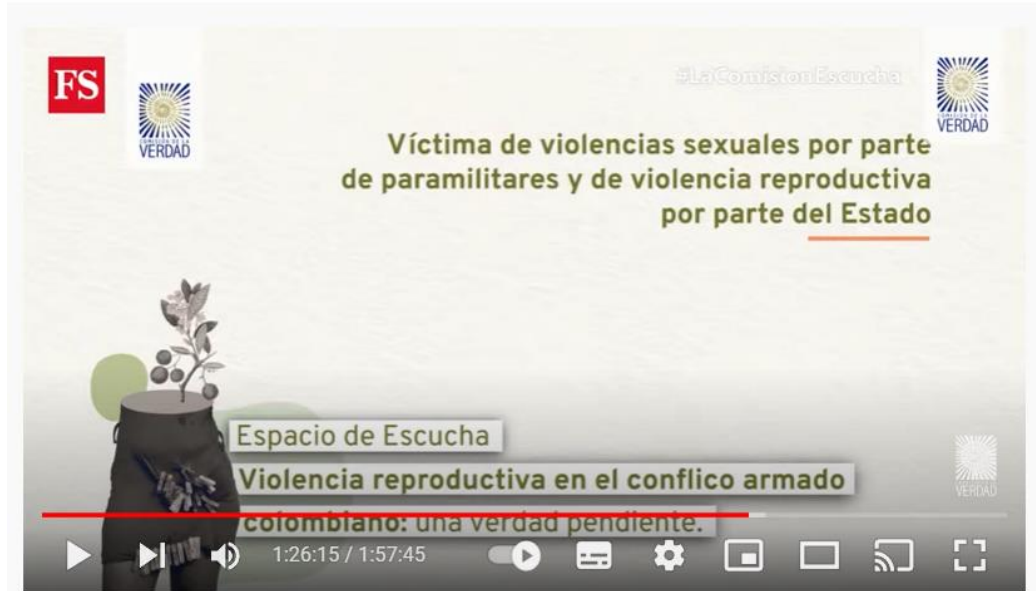 FS
COMISIÓN DE LA
VERDAD
#LaComisionEscucha
COMISIÓN DE LA
VERDAD
Víctima de violencias sexuales por parte
de paramilitares y de violencia reproductiva
por parte del Estado
Espacio de Escucha
Violencia reproductiva en el conflico armado
colombiano: una verdad pendiente.
VERDAD
1:26:15 / 1:57:45